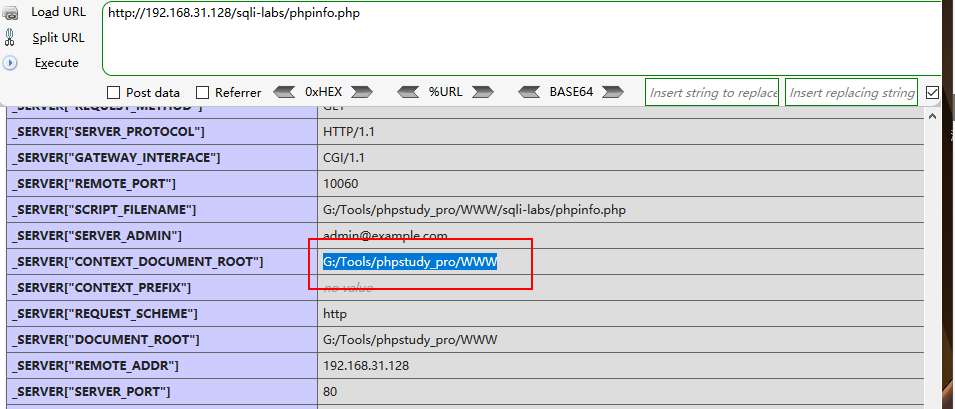 Load URL http://192.168.31.128/sqli-labs/phpinfo.php
Split URL
Execute
Post data Referrer 0xHEX %URL BASE64 Insert string to replace Insert replacing string
_SERVER["REQUEST_METHOD"] GET
_SERVER["SERVER_PROTOCOL"] HTTP/1.1
_SERVER["GATEWAY_INTERFACE"] CGI/1.1
_SERVER["REMOTE_PORT"] 10060
_SERVER["SCRIPT_FILENAME"] G:/Tools/phpstudy_pro/WWW/sqli-labs/phpinfo.php
_SERVER["SERVER_ADMIN"] admin@example.com
_SERVER["CONTEXT_DOCUMENT_ROOT"] G:/Tools/phpstudy_pro/WWW
_SERVER["CONTEXT_PREFIX"] no value
_SERVER["REQUEST_SCHEME"] http
_SERVER["DOCUMENT_ROOT"] G:/Tools/phpstudy_pro/WWW
_SERVER["REMOTE_ADDR"] 192.168.31.128
_SERVER["SERVER_PORT"] 80